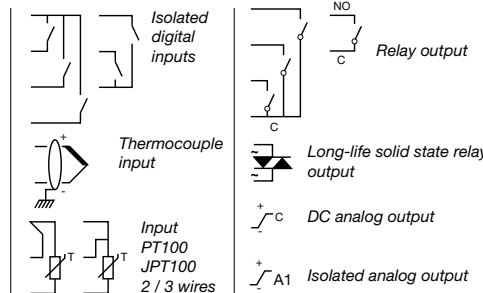 Isolated
digital
inputs
NO
C
Relay output
C
+
Thermocouple
input
-
~
~
Long-life solid state relay
output
+
C
-
DC analog output
T
T
Input
PT100
JPT100
2 / 3 wires
+
A1
-
Isolated analog output